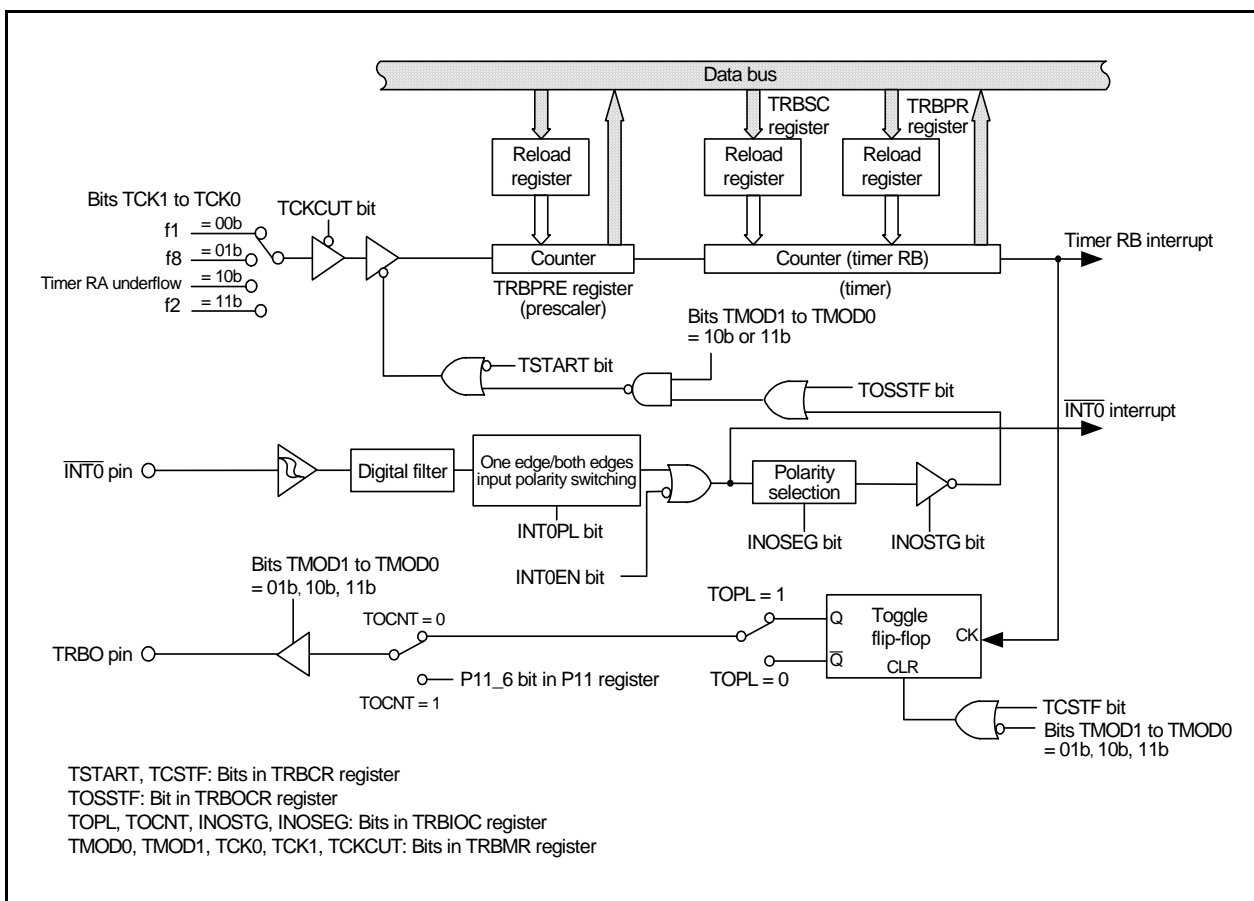 Data bus
TRBSC
register
TRBPR
register
Reload
register
Reload
register
Reload
register
Bits TCK1 to TCK0
TCKCUT bit
f1
= 00b
f8
= 01b
Timer RA underflow
= 10b
f2
= 11b
Counter
TRBPRE register
(prescaler)
Counter (timer RB)
(timer)
Timer RB interrupt
Bits TMOD1 to TMOD0
= 10b or 11b
TSTART bit
TOSSTF bit
INT0 interrupt
INT0 pin
Digital filter
One edge/both edges
input polarity switching
Polarity
selection
INT0PL bit
INOSEG bit
INOSTG bit
INT0EN bit
Bits TMOD1 to TMOD0
= 01b, 10b, 11b
TOPL = 1
Q
Toggle
flip-flop
CK
TOCNT = 0
TRBO pin
Q
CLR
P11_6 bit in P11 register
TOPL = 0
TOCNT = 1
TCSTF bit
Bits TMOD1 to TMOD0
= 01b, 10b, 11b
TSTART, TCSTF: Bits in TRBCR register
TOSSTF: Bit in TRBOCR register
TOPL, TOCNT, INOSTG, INOSEG: Bits in TRBIOC register
TMOD0, TMOD1, TCK0, TCK1, TCKCUT: Bits in TRBMR register